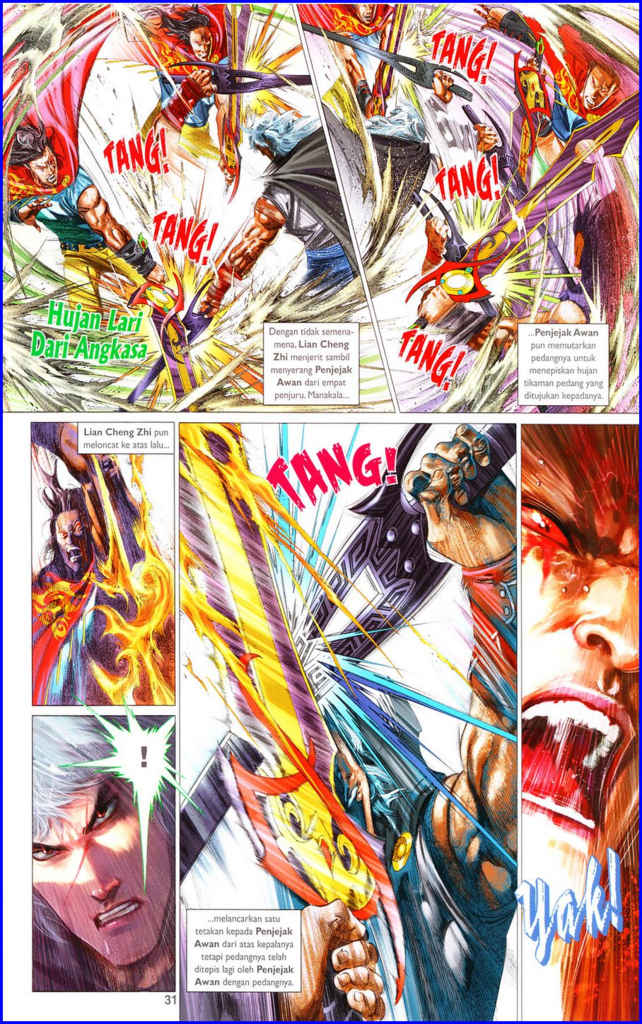 TANG!
TANG!
Hujan Lari
Dari Angkasa
Dengan tidak semena-
mena, Lian Cheng
Zhi menjerit sambil
menyerang Penjejak
Awan dari empat
penjuru. Manakala...
TANG!
TANG!
TANG!
...Penjejak Awan
pun memutarkan
pedangnya untuk
menepiskan hujan
tikaman pedang yang
ditujukan kepadanya.
Lian Cheng Zhi pun
meloncat ke atas lalu...
!
TANG!
...melancarkan satu
tetakan kepada Penjejak
Awan dari atas kepalanya
tetapi pedangnya telah
ditepis lagi oleh Penjejak
Awan dengan pedangnya.
Yak!
31